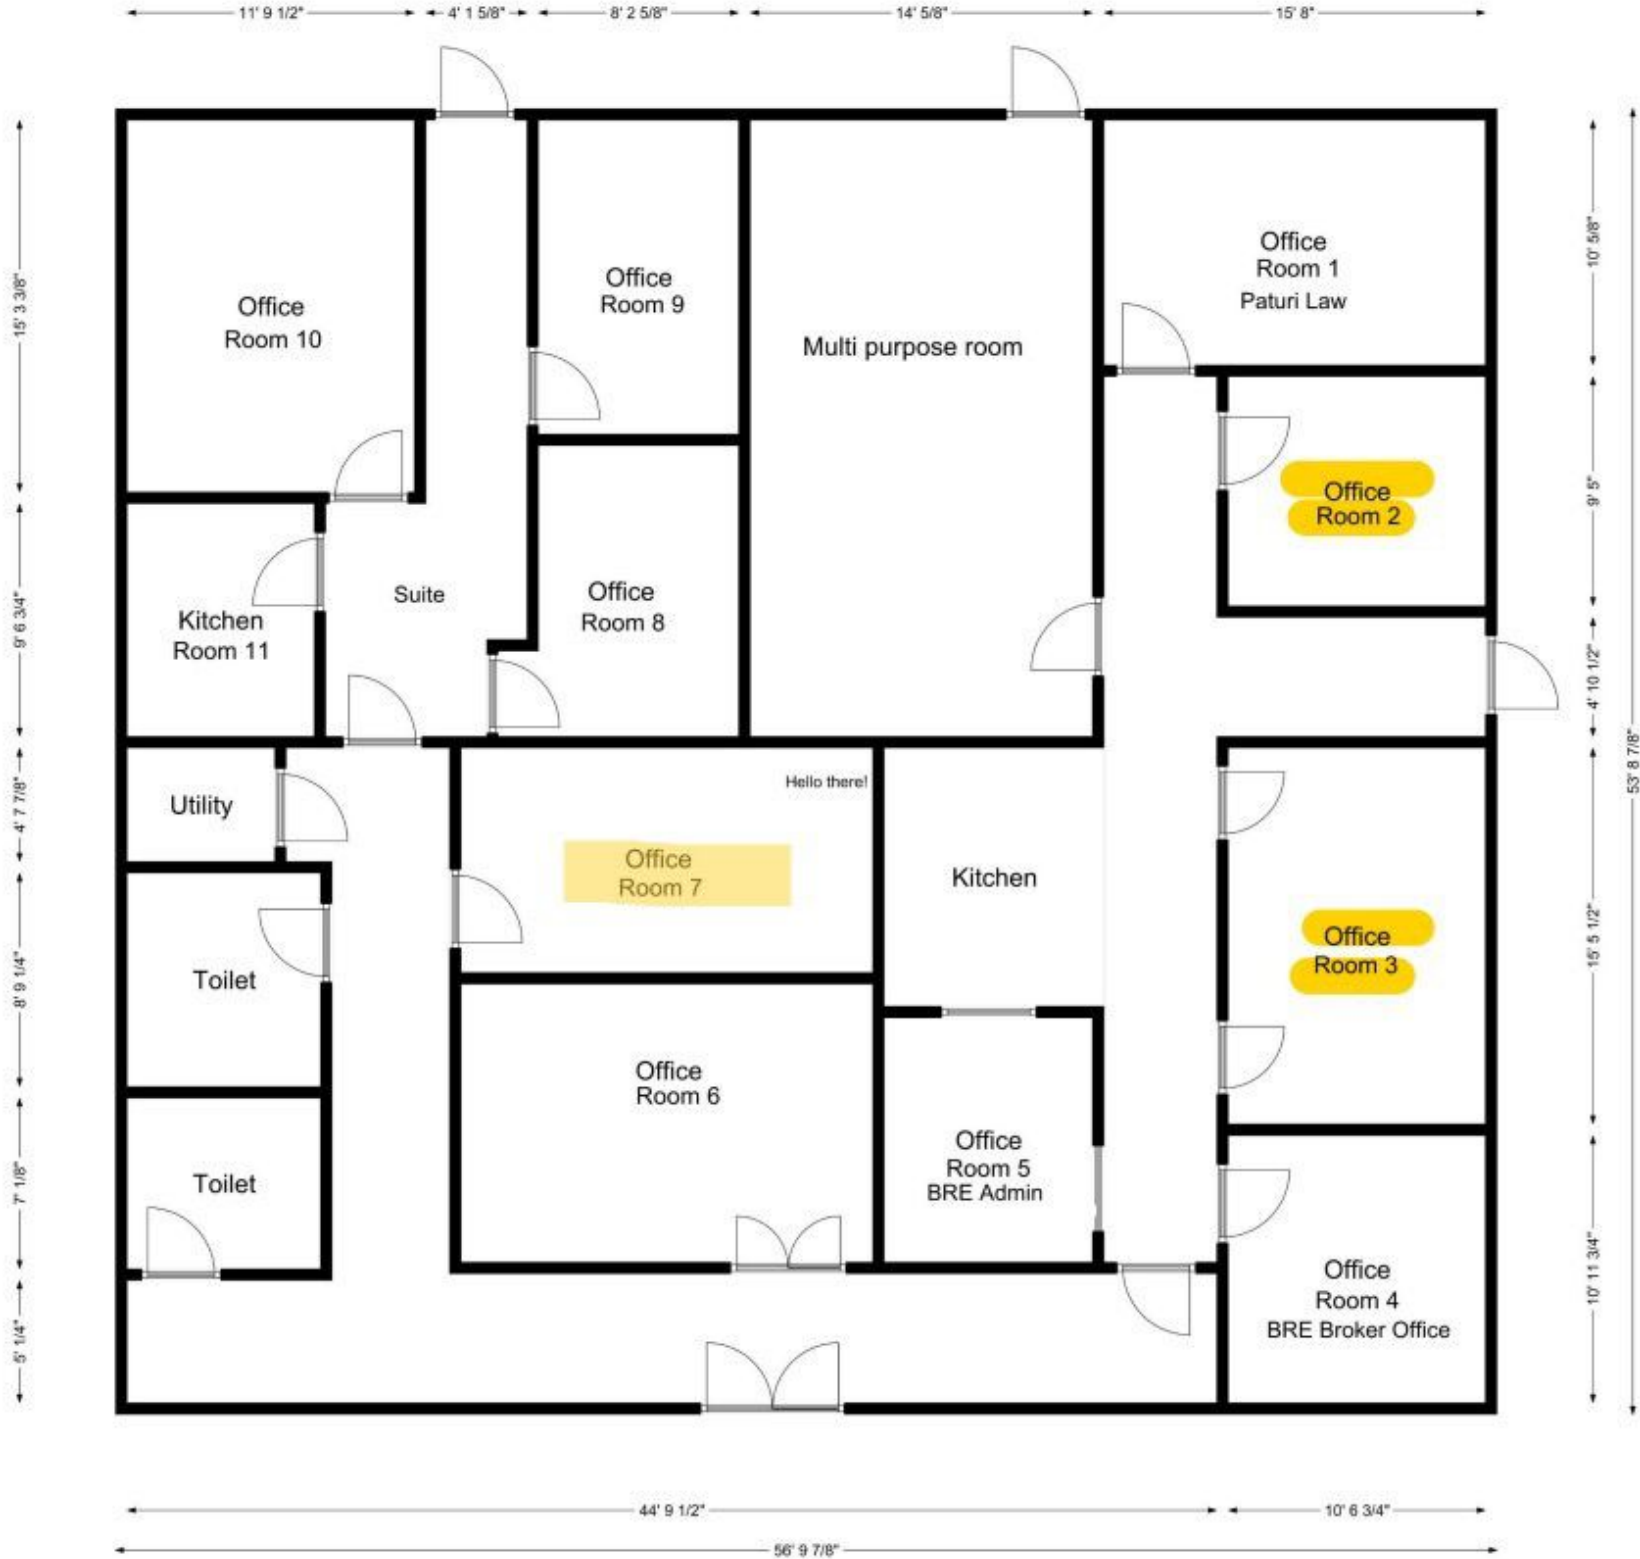 11' 9 1/2"
4' 1 5/8"
8' 2 5/8"
14' 5/8"
15' 8"
15' 3 3/8"
9' 6 3/4"
4' 7 7/8"
8' 9 1/4"
7' 1/8"
5' 1/4"
Office
Room 10
Office
Room 9
Multi purpose room
Office
Room 1
Paturi Law
Office
Room 2
Kitchen
Room 11
Suite
Office
Room 8
Utility
Hello there!
Office
Room 7
Kitchen
Office
Room 3
Toilet
Office
Room 6
Office
Room 5
BRE Admin
Toilet
Office
Room 4
BRE Broker Office
10' 5/8"
9' 5"
4' 10 1/2"
15' 5 1/2"
10' 11 3/4"
53' 8 7/8"
44' 9 1/2"
10' 6 3/4"
56' 9 7/8"